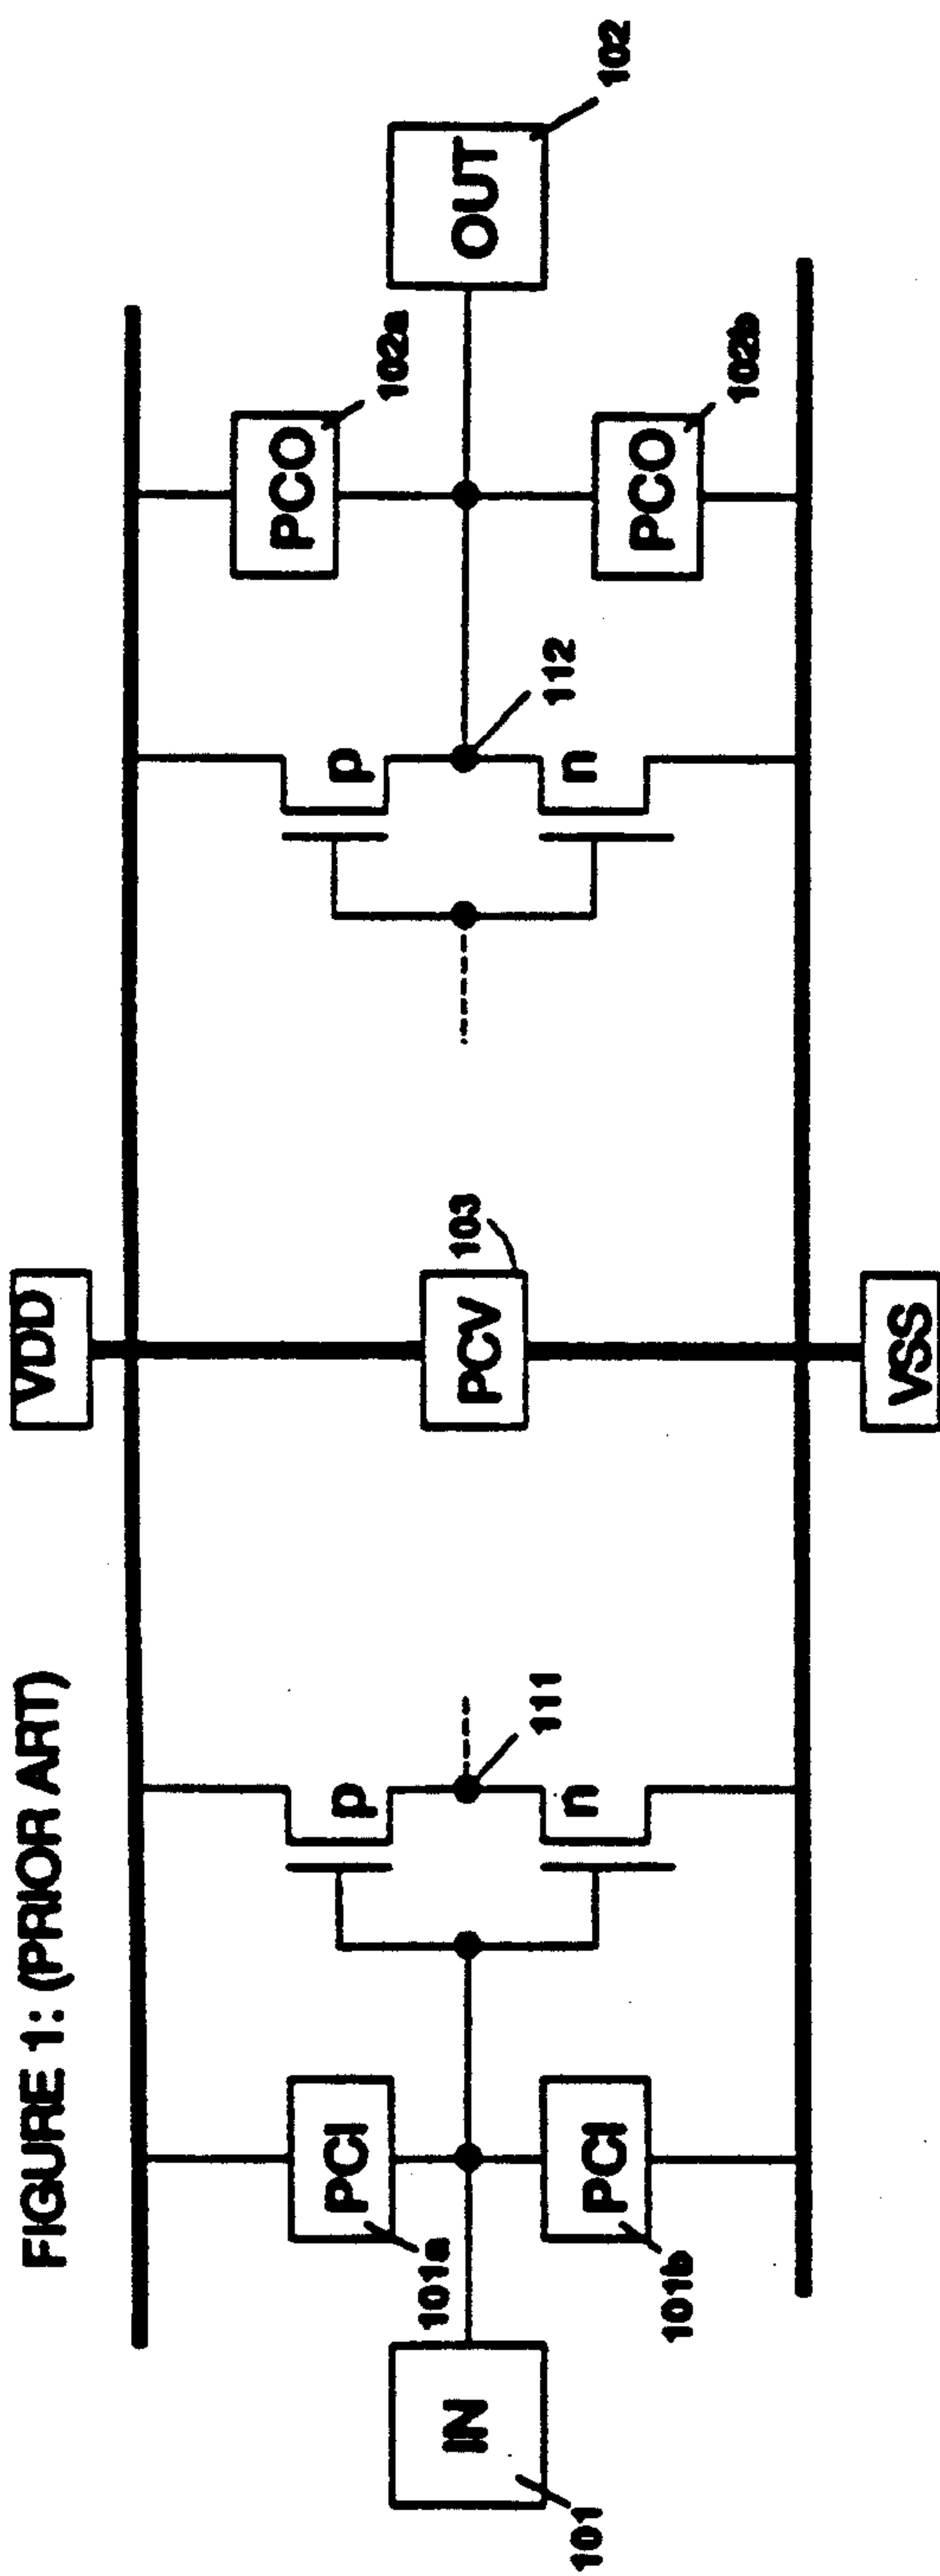 FIGURE 1: (PRIOR ART)
VDD
IN
101
PCI
101a
PCI
101b
p
n
111
PCV
103
p
n
112
PCO
102a
PCO
102b
OUT
102
VSS